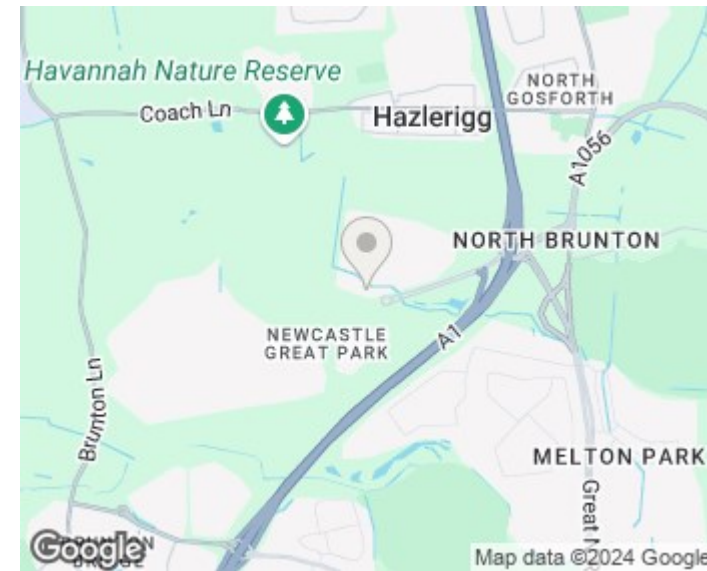 Havannah Nature Reserve
Coach Ln
Hazlerigg
NORTH
GOSFORTH
A1056
NORTH BRUNTON
NEWCASTLE
GREAT PARK
A1
Brunton Ln
MELTON PARK
Great N
Google
Map data ©2024 Google